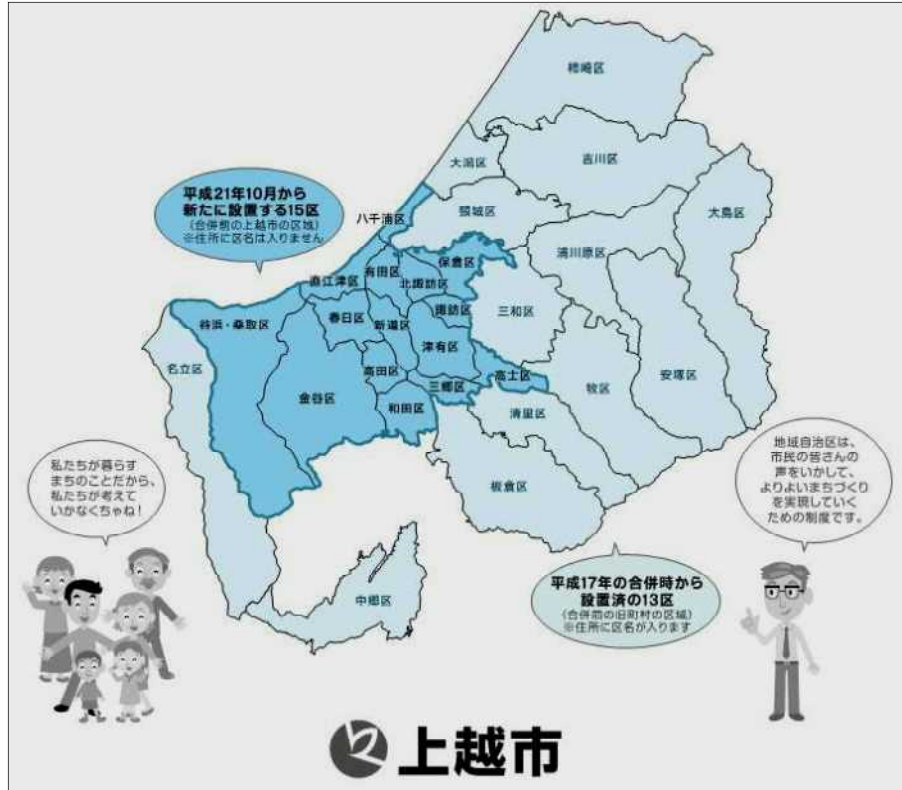 柿崎区
大潟区
吉川区
大島区
頸城区
浦川原区
平成21年10月から
新たに設置する15区
(合併前の上越市の区域)
※住所に区名は入りません
八千浦区
保倉区
有田区
北諏訪区
直江津区
諏訪区
三和区
谷浜・桑取区
春日区
新道区
津有区
名立区
高田区
高士区
安塚区
牧区
三郷区
金谷区
和田区
清里区
板倉区
中郷区
私たちが暮らす
まちのことだから、
私たちが考えて
いかなくちゃね!
地域自治区は、
市民の皆さんの
声をいかして、
よりよいまちづくり
を実現していく
ための制度です。
平成17年の合併時から
設置済の13区
(合併前の旧町村の区域)
※住所に区名が入ります
上越市